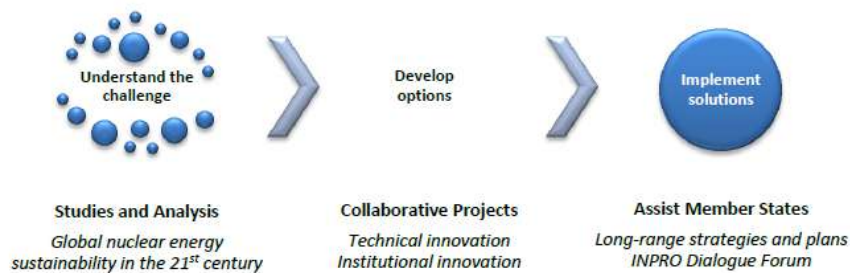 Understand the
challenge
Develop
options
Implement
solutions
Studies and Analysis
Global nuclear energy
sustainability in the 21st century
Collaborative Projects
Technical innovation
Institutional innovation
Assist Member States
Long-range strategies and plans
INPRO Dialogue Forum